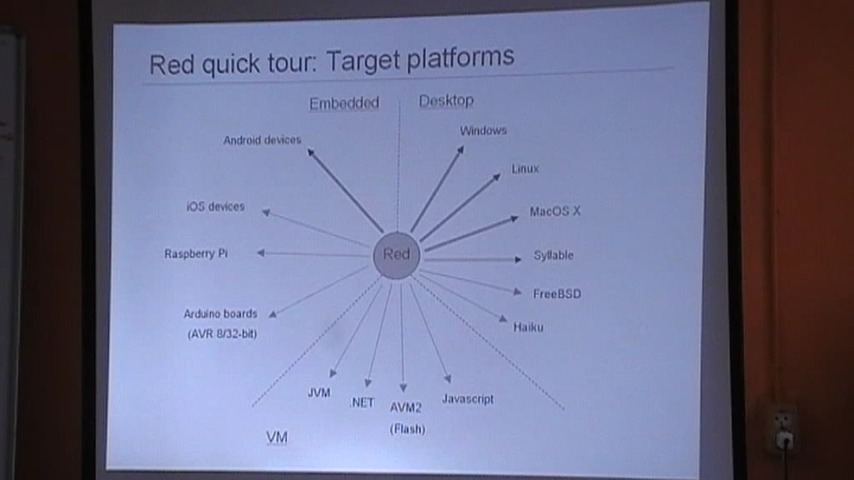 Red quick tour: Target platforms
Embedded
Desktop
Android devices
Windows
Linux
iOS devices
MacOS X
Raspberry Pi
Red
Syllable
FreeBSD
Arduino boards
(AVR 8/32-bit)
Haiku
JVM
.NET
AVM2
(Flash)
Javascript
VM